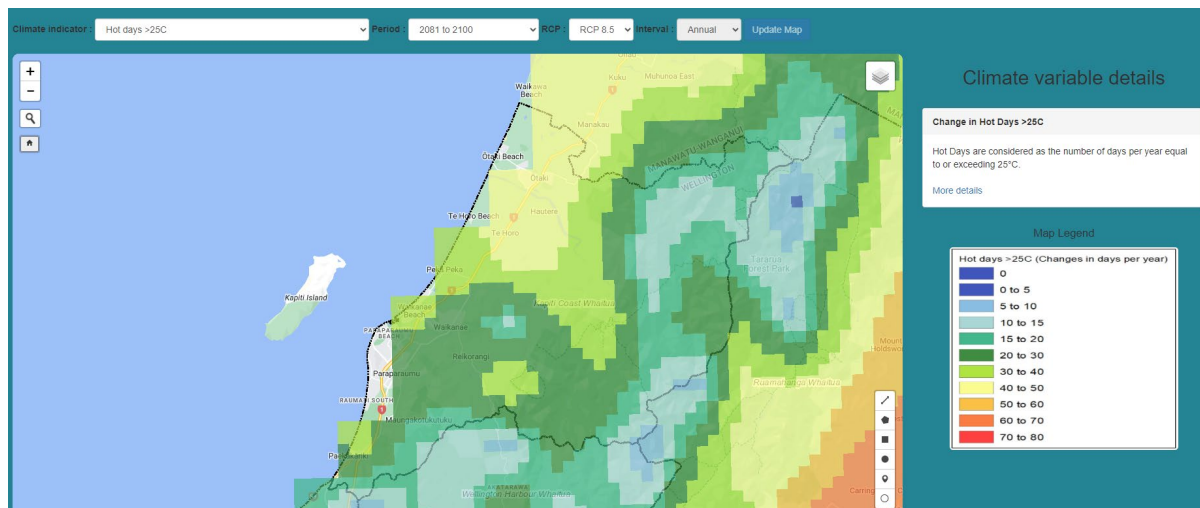 Climate indicator : Hot days >25C Period : 2081 to 2100 RCP : RCP 8.5 Interval : Annual Update Map
+
−
Kuku Muhunoa East
Waikawa
Beach
Manakau
MANAWATU-WANGANUI
WELLINGTON
Ōtaki Beach
Ōtaki
Te Horo Beach Hautere
Te Horo
Tararua
Forest Park
Peka Peka
Kapiti Island
Kapiti Coast Whaitua
Waikanae
Beach
PARAPARAUMU
BEACH
Waikanae
Reikorangi
Mount
Holdswor
Paraparaumu
Ruamahanga Whaitua
RAUMATI SOUTH
1
Maungakotukutuku
Paekākāriki
AKATARAWA
Wellington Harbour Whaitua
Carring
Climate variable details
Change in Hot Days >25C
Hot Days are considered as the number of days per year equal
to or exceeding 25°C.
More details
Map Legend
Hot days >25C (Changes in days per year)
0
0 to 5
5 to 10
10 to 15
15 to 20
20 to 30
30 to 40
40 to 50
50 to 60
60 to 70
70 to 80